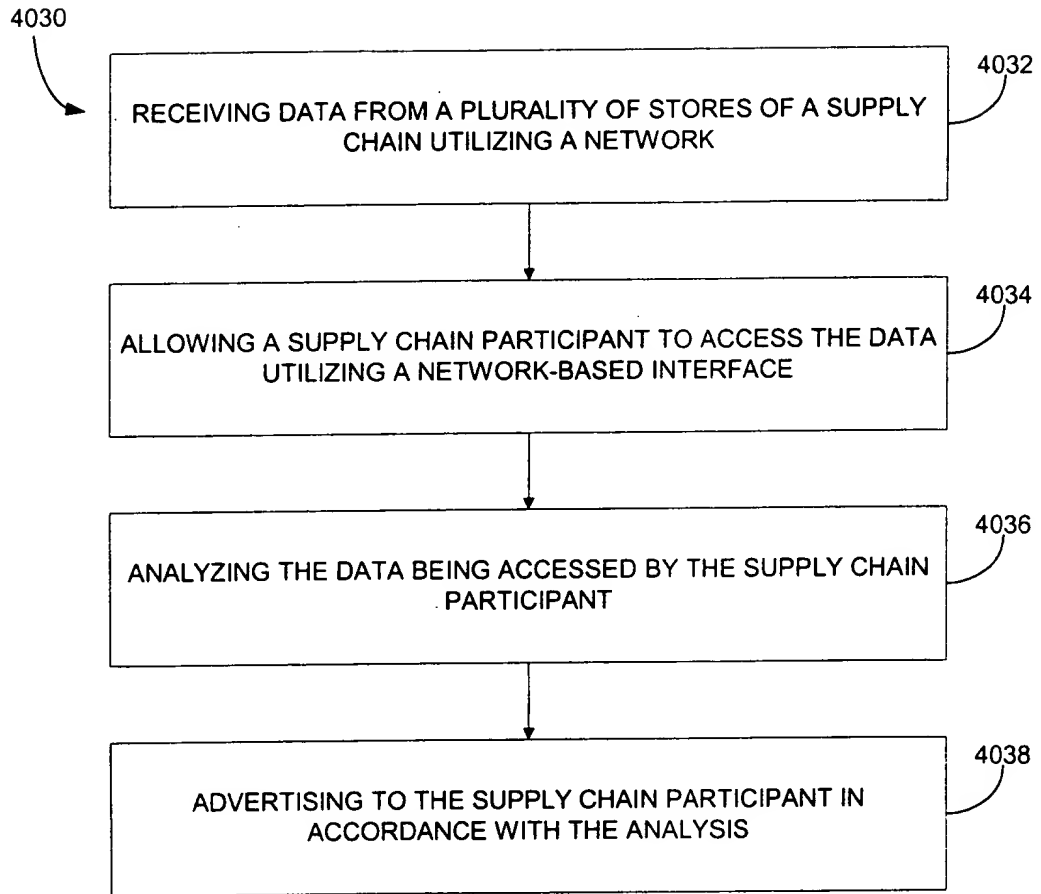 4030
4032
RECEIVING DATA FROM A PLURALITY OF STORES OF A SUPPLY
CHAIN UTILIZING A NETWORK
4034
ALLOWING A SUPPLY CHAIN PARTICIPANT TO ACCESS THE DATA
UTILIZING A NETWORK-BASED INTERFACE
4036
ANALYZING THE DATA BEING ACCESSED BY THE SUPPLY CHAIN
PARTICIPANT
4038
ADVERTISING TO THE SUPPLY CHAIN PARTICIPANT IN
ACCORDANCE WITH THE ANALYSIS